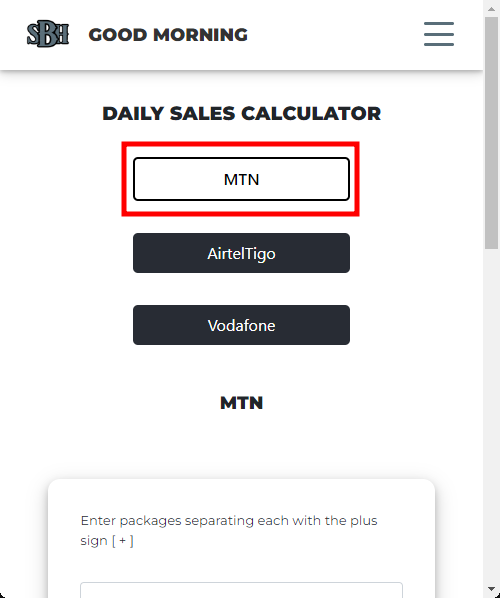 SBH
GOOD MORNING
DAILY SALES CALCULATOR
MTN
AirtelTigo
Vodafone
MTN
Enter packages separating each with the plus
sign [ + ]